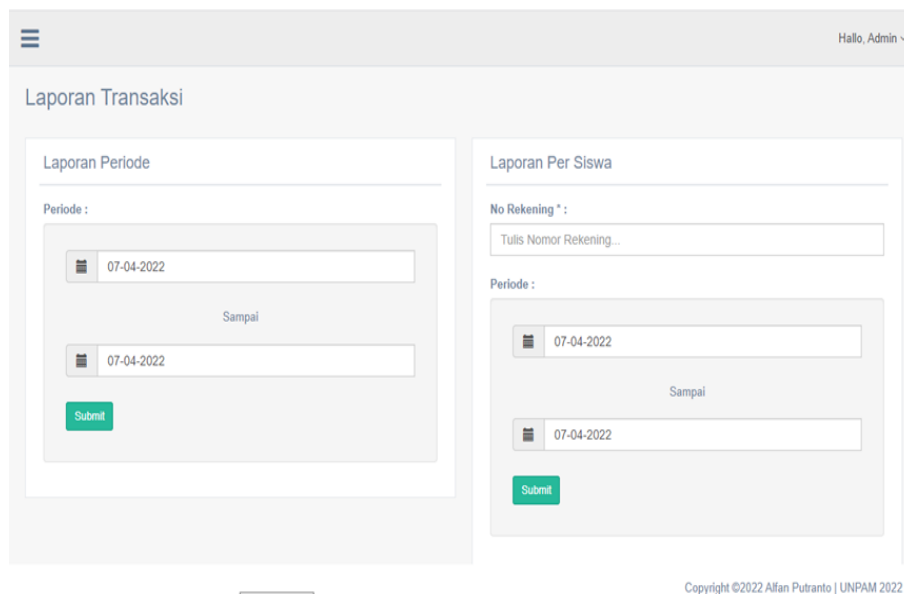 Hallo, Admin
Laporan Transaksi
Laporan Periode
Periode :
07-04-2022
Sampai
07-04-2022
Submit
Laporan Per Siswa
No Rekening * :
Tulis Nomor Rekening...
Periode :
07-04-2022
Sampai
07-04-2022
Submit
Copyright ©2022 Alfan Putranto | UNPAM 2022